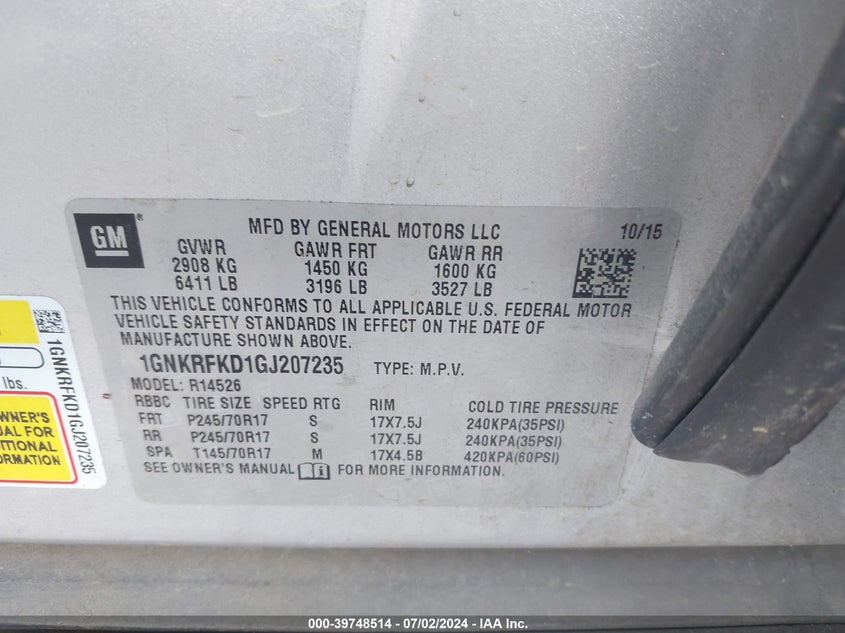 GM
®
MFD BY GENERAL MOTORS LLC 10/15
GVWR GAWR FRT GAWR RR
2908 KG 1450 KG 1600 KG
6411 LB 3196 LB 3527 LB
THIS VEHICLE CONFORMS TO ALL APPLICABLE U.S. FEDERAL MOTOR
VEHICLE SAFETY STANDARDS IN EFFECT ON THE DATE OF
MANUFACTURE SHOWN ABOVE.
1GNKRFKD1GJ207235 TYPE: M.P.V.
MODEL: R14526
RBBC TIRE SIZE SPEED RTG RIM COLD TIRE PRESSURE
FRT P245/70R17 S 17X7.5J 240KPA(35PSI)
RR P245/70R17 S 17X7.5J 240KPA(35PSI)
SPA T145/70R17 M 17X4.5B 420KPA(60PSI)
SEE OWNER'S MANUAL FOR MORE INFORMATION.
lbs.
1GNKRFKD1GJ207235
FOR
000-39748514 - 07/02/2024 - IAA Inc.